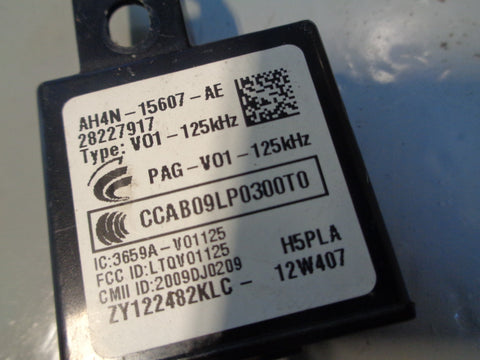 AH4N-15607-AE
28227917
Type: V01-125kHz
PAG-V01-125kHz
CCAB09LP0300T0
IC:3659A-V01125
FCC ID:LTQV01125
CMII ID:2009DJ0209
H5PLA
ZY122482KLC- 12W407